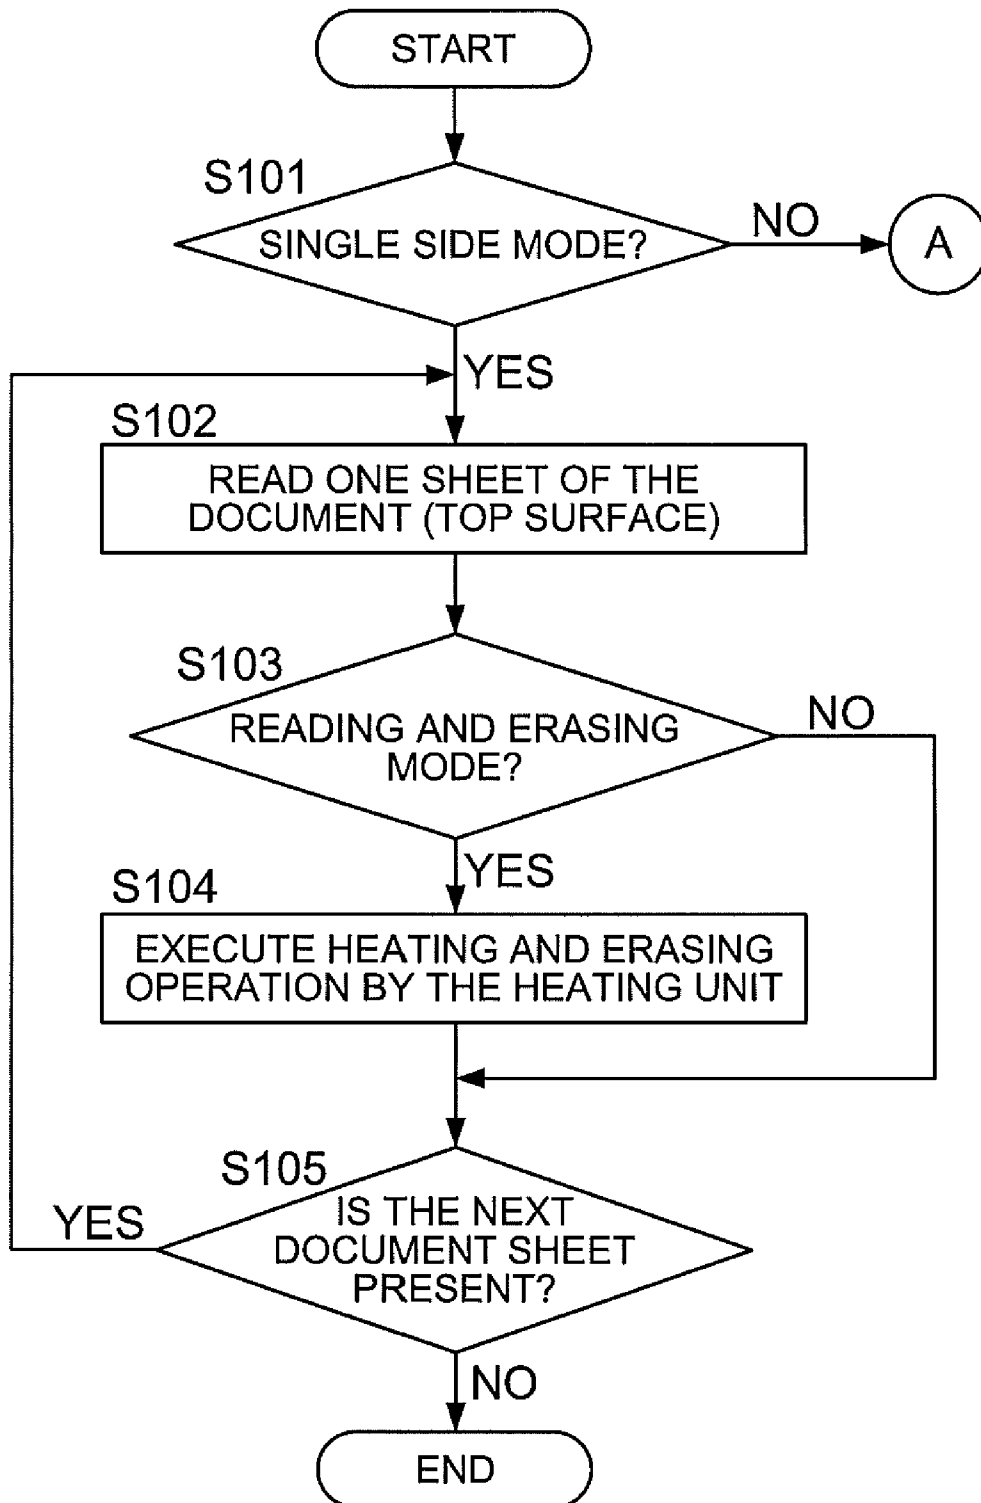 START
S101
SINGLE SIDE MODE?
NO
A
YES
S102
READ ONE SHEET OF THE
DOCUMENT (TOP SURFACE)
S103
READING AND ERASING
MODE?
NO
YES
S104
EXECUTE HEATING AND ERASING
OPERATION BY THE HEATING UNIT
S105
IS THE NEXT
DOCUMENT SHEET
PRESENT?
YES
NO
END